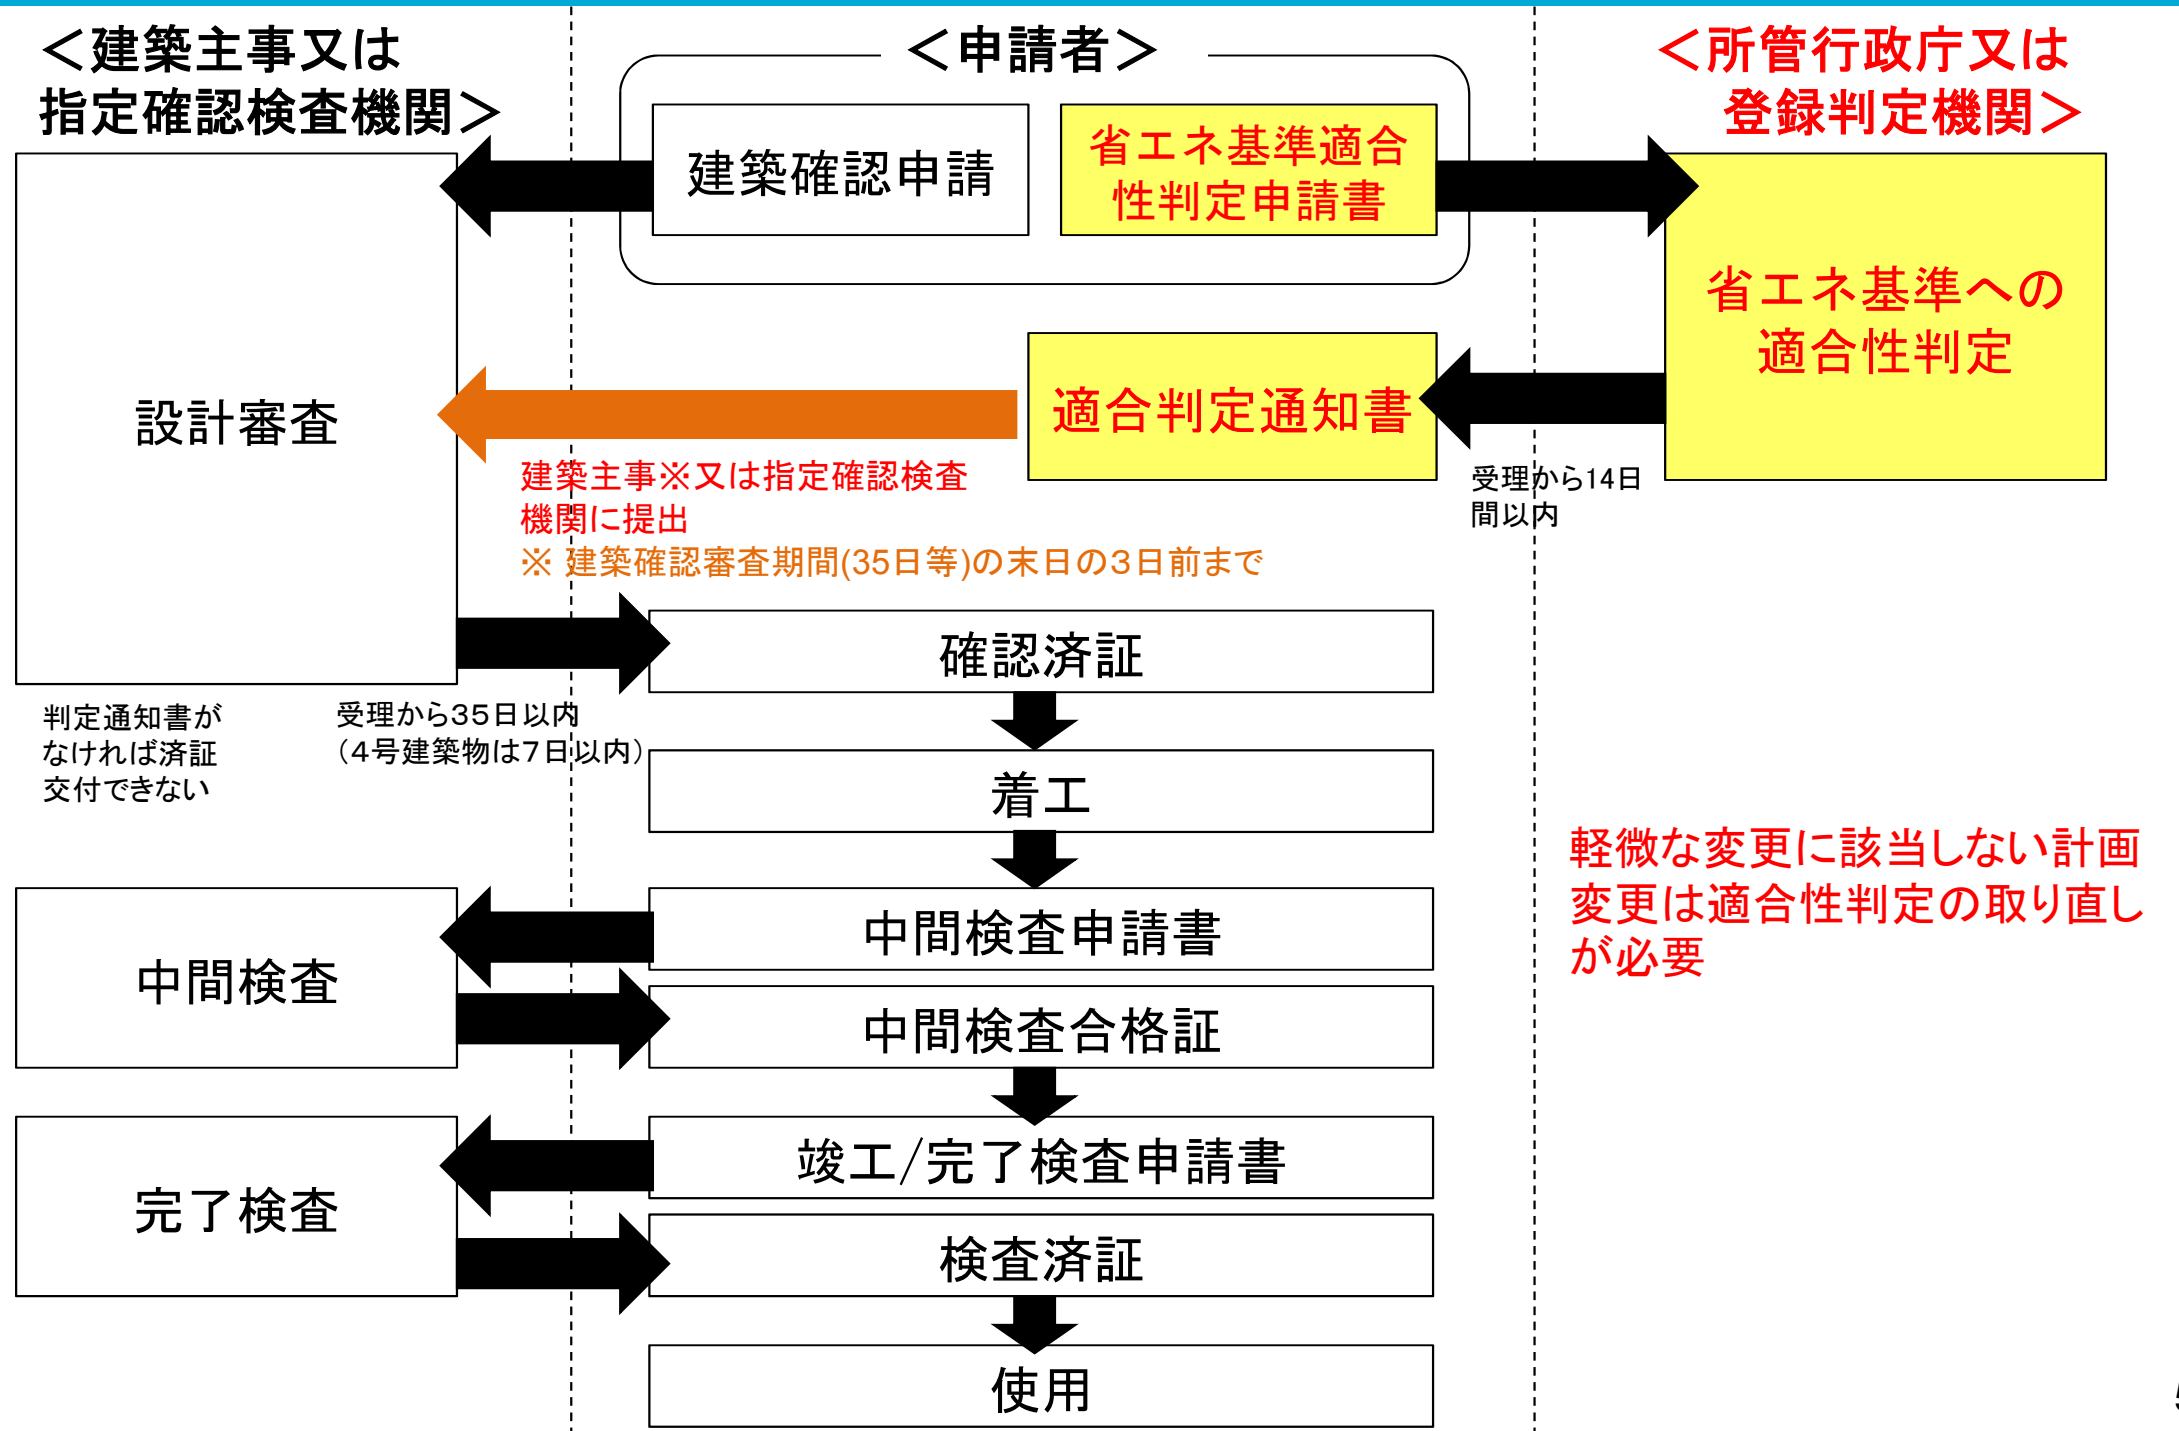 ＜建築主事又は
指定確認検査機関＞
＜申請者＞
＜所管行政庁又は
登録判定機関＞
建築確認申請
省エネ基準適合
性判定申請書
省エネ基準への
適合性判定
設計審査
適合判定通知書
建築主事※又は指定確認検査
機関に提出
※ 建築確認審査期間(35日等)の末日の３日前まで
受理から14日
間以内
確認済証
判定通知書が
なければ済証
交付できない
受理から３５日以内
（４号建築物は７日以内）
着工
軽微な変更に該当しない計画
変更は適合性判定の取り直し
が必要
中間検査申請書
中間検査
中間検査合格証
竣工/完了検査申請書
完了検査
検査済証
使用